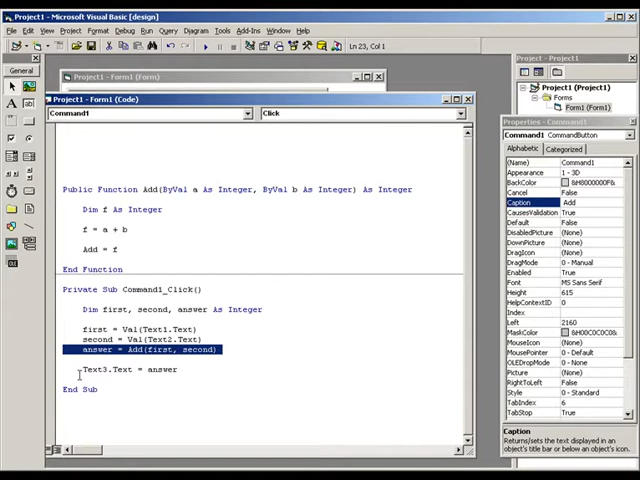 Project1 - Microsoft Visual Basic [design]
File Edit View Project Format Debug Run Query Diagram Tools Add-Ins Window Help
Ln 23, Col 1
General
Project1 - Form1 (Form)
Project1 - Form1 (Code)
Command1 Click
Public Function Add(ByVal a As Integer, ByVal b As Integer) As Integer
Dim f As Integer
f = a + b
Add = f
End Function
Private Sub Command1_Click()
Dim first, second, answer As Integer
first = Val(Text1.Text)
second = Val(Text2.Text)
answer = Add(first, second)
Text3.Text = answer
End Sub
Project - Project1
Project1 (Project1)
Forms
Form1 (Form1)
Properties - Command1
Command1 CommandButton
Alphabetic Categorized
(Name) Command1
Appearance 1 - 3D
BackColor &H8000000F&
Cancel False
Caption Add
CausesValidation True
Default False
DisabledPicture (None)
DownPicture (None)
DragIcon (None)
DragMode 0 - Manual
Enabled True
Font MS Sans Serif
Height 615
HelpContextID 0
Index
Left 2160
MaskColor &H00C0C0C0&
MouseIcon (None)
MousePointer 0 - Default
OLEDropMode 0 - None
Picture (None)
RightToLeft False
Style 0 - Standard
TabIndex 6
TabStop True
Caption
Returns/sets the text displayed in an
object's title bar or below an object's